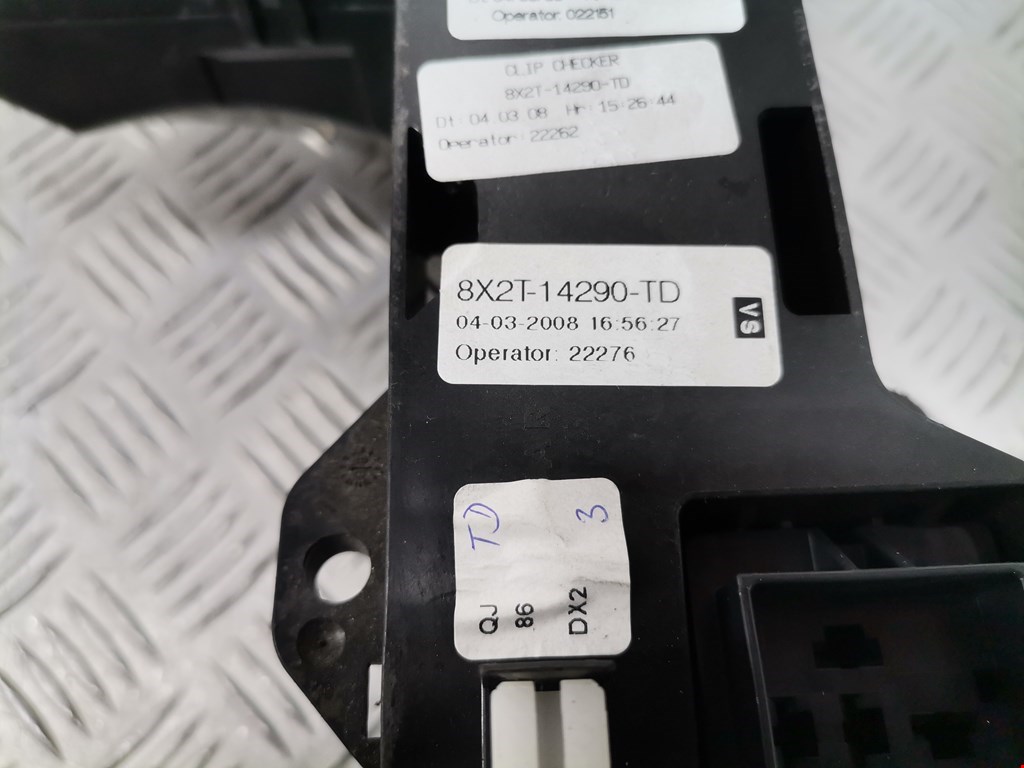 Operator: 022151
CLIP CHECKER
8X2T-14290-TD
Dt: 04.03.08 Hr: 15:26:44
Operator: 22262
8X2T-14290-TD
04-03-2008 16:56:27
Operator: 22276
VS
TD 3
QJ
86
DX2